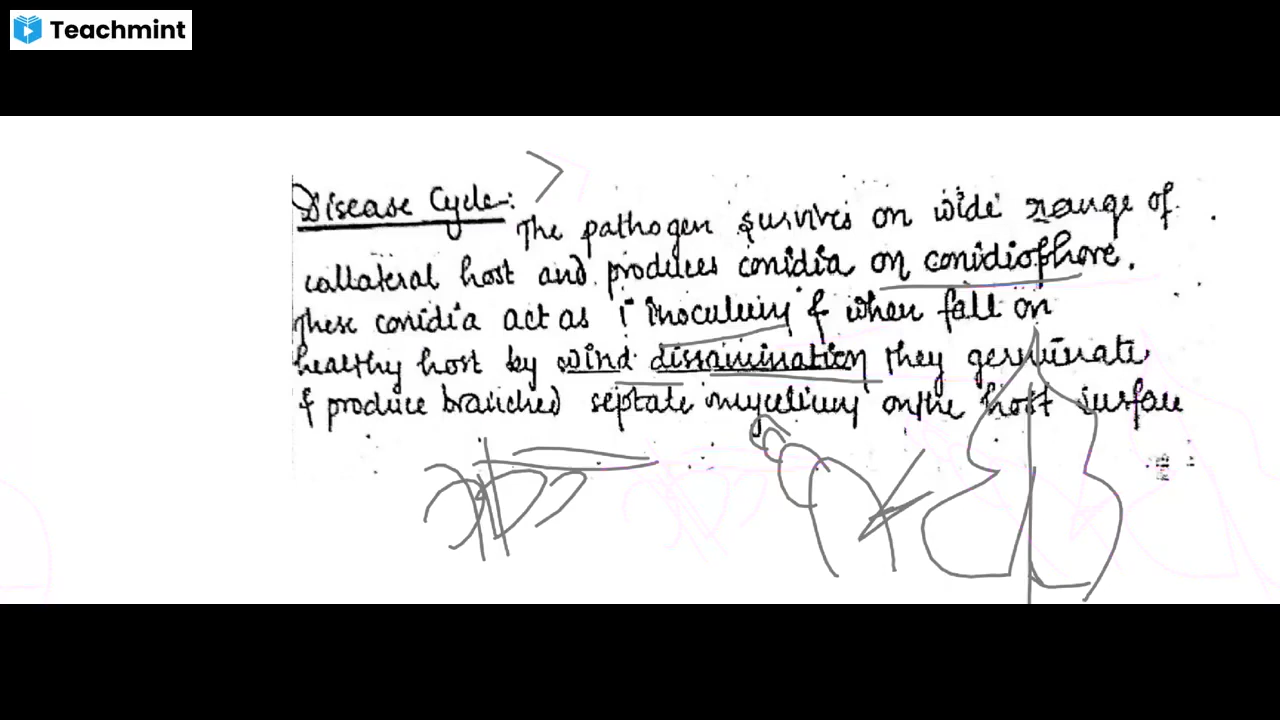 Teachmint
Disease Cycle:
The pathogen survives on wide range of
collateral host and produces conidia on conidiophore.
These conidia act as 1° inoculum & when fall on
healthy host by wind dissamination they germinate
& produce branched septate mycelium on the host surface